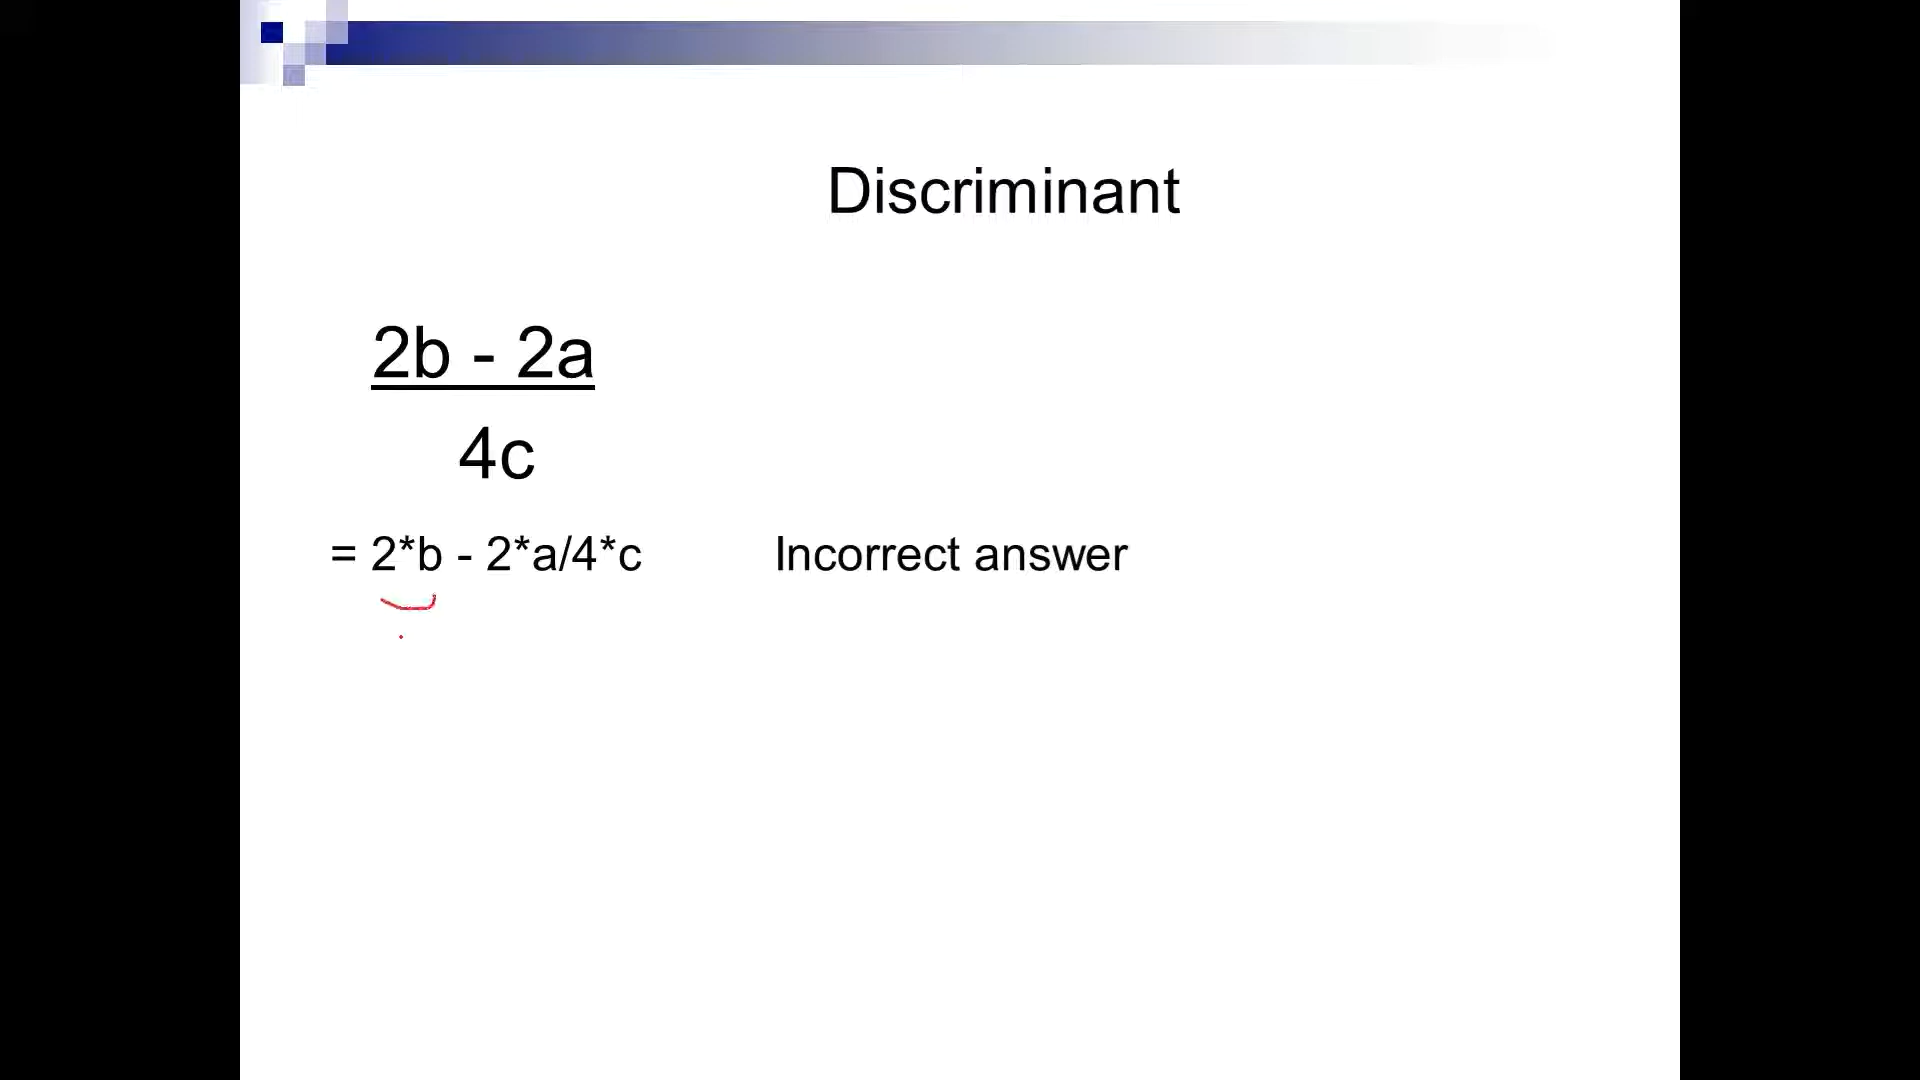 Discriminant
2b - 2a
4c
= 2*b - 2*a/4*c Incorrect answer